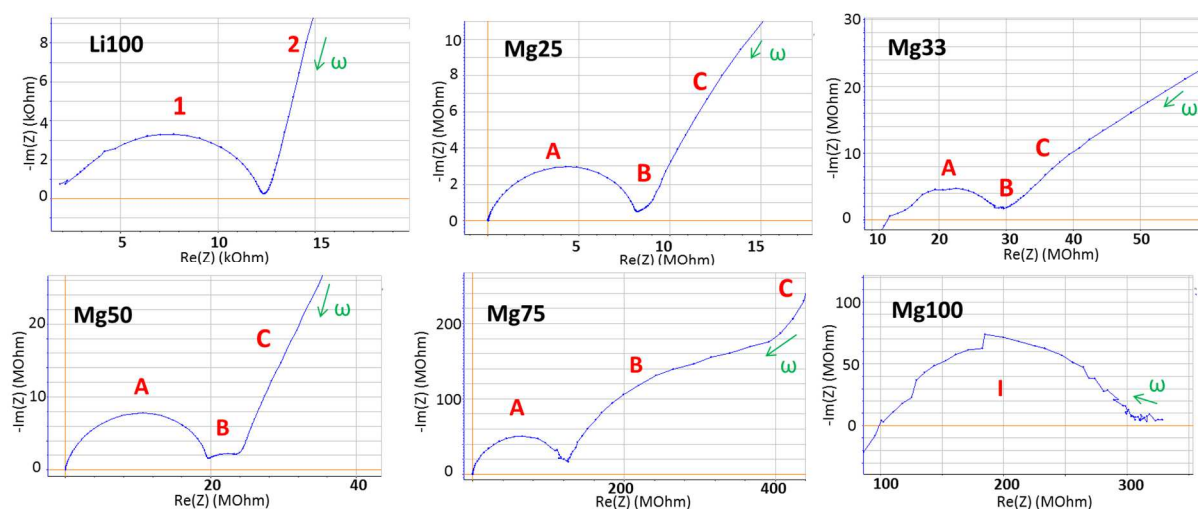 Li100
-Im(Z) (kOhm)
8
6
4
2
0
1
2
ω
5
10
15
Re(Z) (kOhm)
Mg25
-Im(Z) (MOhm)
10
8
6
4
2
0
A
B
C
ω
0
5
10
15
Re(Z) (MOhm)
Mg33
-Im(Z) (MOhm)
30
20
10
0
A
B
C
ω
10
20
30
40
50
Re(Z) (MOhm)
Mg50
-Im(Z) (MOhm)
20
10
0
A
B
C
ω
20
40
Re(Z) (MOhm)
Mg75
-Im(Z) (MOhm)
200
100
0
A
B
C
ω
200
400
Re(Z) (MOhm)
Mg100
-Im(Z) (MOhm)
100
50
0
I
ω
100
200
300
Re(Z) (MOhm)